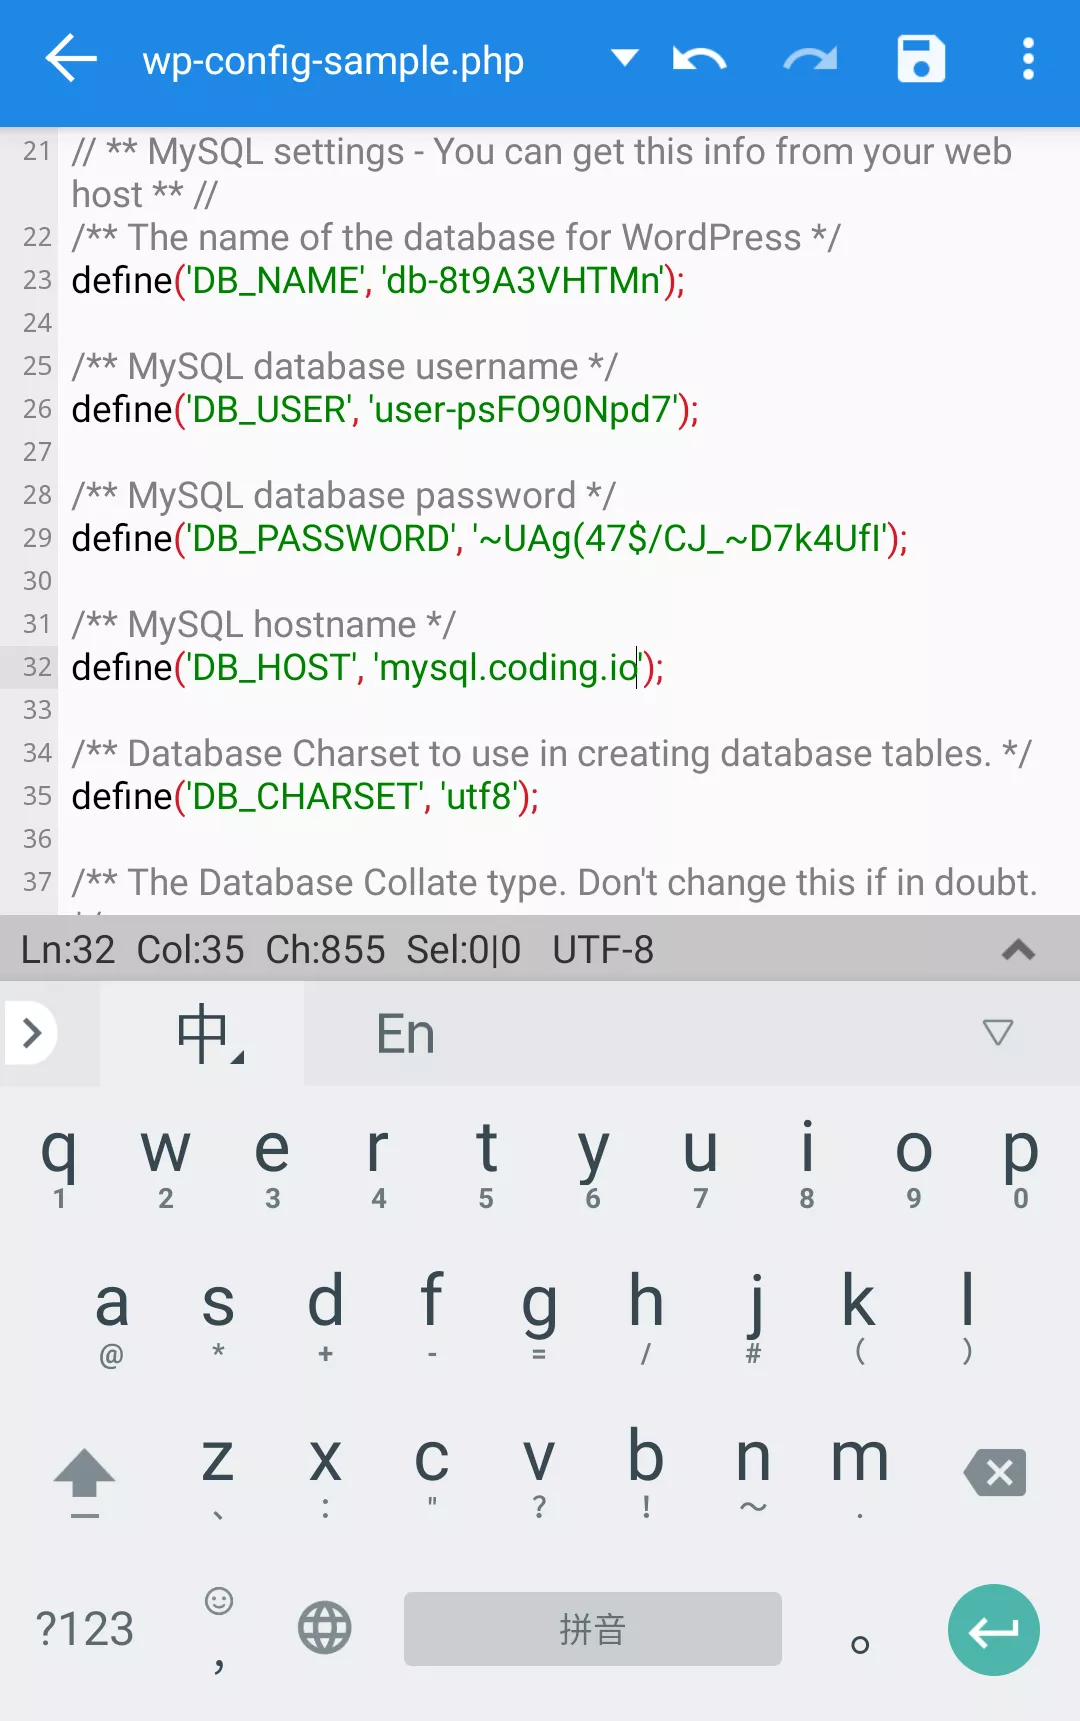 wp-config-sample.php
21 // ** MySQL settings - You can get this info from your web
host ** //
22 /** The name of the database for WordPress */
23 define('DB_NAME', 'db-8t9A3VHTMn');
24
25 /** MySQL database username */
26 define('DB_USER', 'user-psFO90Npd7');
27
28 /** MySQL database password */
29 define('DB_PASSWORD', '~UAg(47$/CJ_~D7k4UfI');
30
31 /** MySQL hostname */
32 define('DB_HOST', 'mysql.coding.io');
33
34 /** Database Charset to use in creating database tables. */
35 define('DB_CHARSET', 'utf8');
36
37 /** The Database Collate type. Don't change this if in doubt.
Ln:32 Col:35 Ch:855 Sel:0|0 UTF-8
中 En
q w e r t y u i o p
1 2 3 4 5 6 7 8 9 0
a s d f g h j k l
@ * + - = / # ( )
z x c v b n m
、 : " ? ! ～ .
?123 , 拼音 。